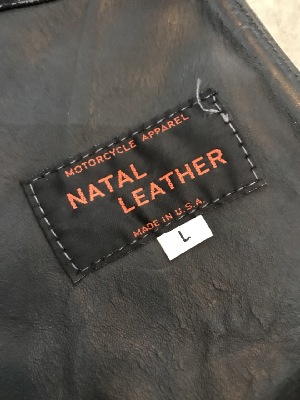 MOTORCYCLE APPAREL
NATAL
LEATHER
MADE IN U.S.A.
L